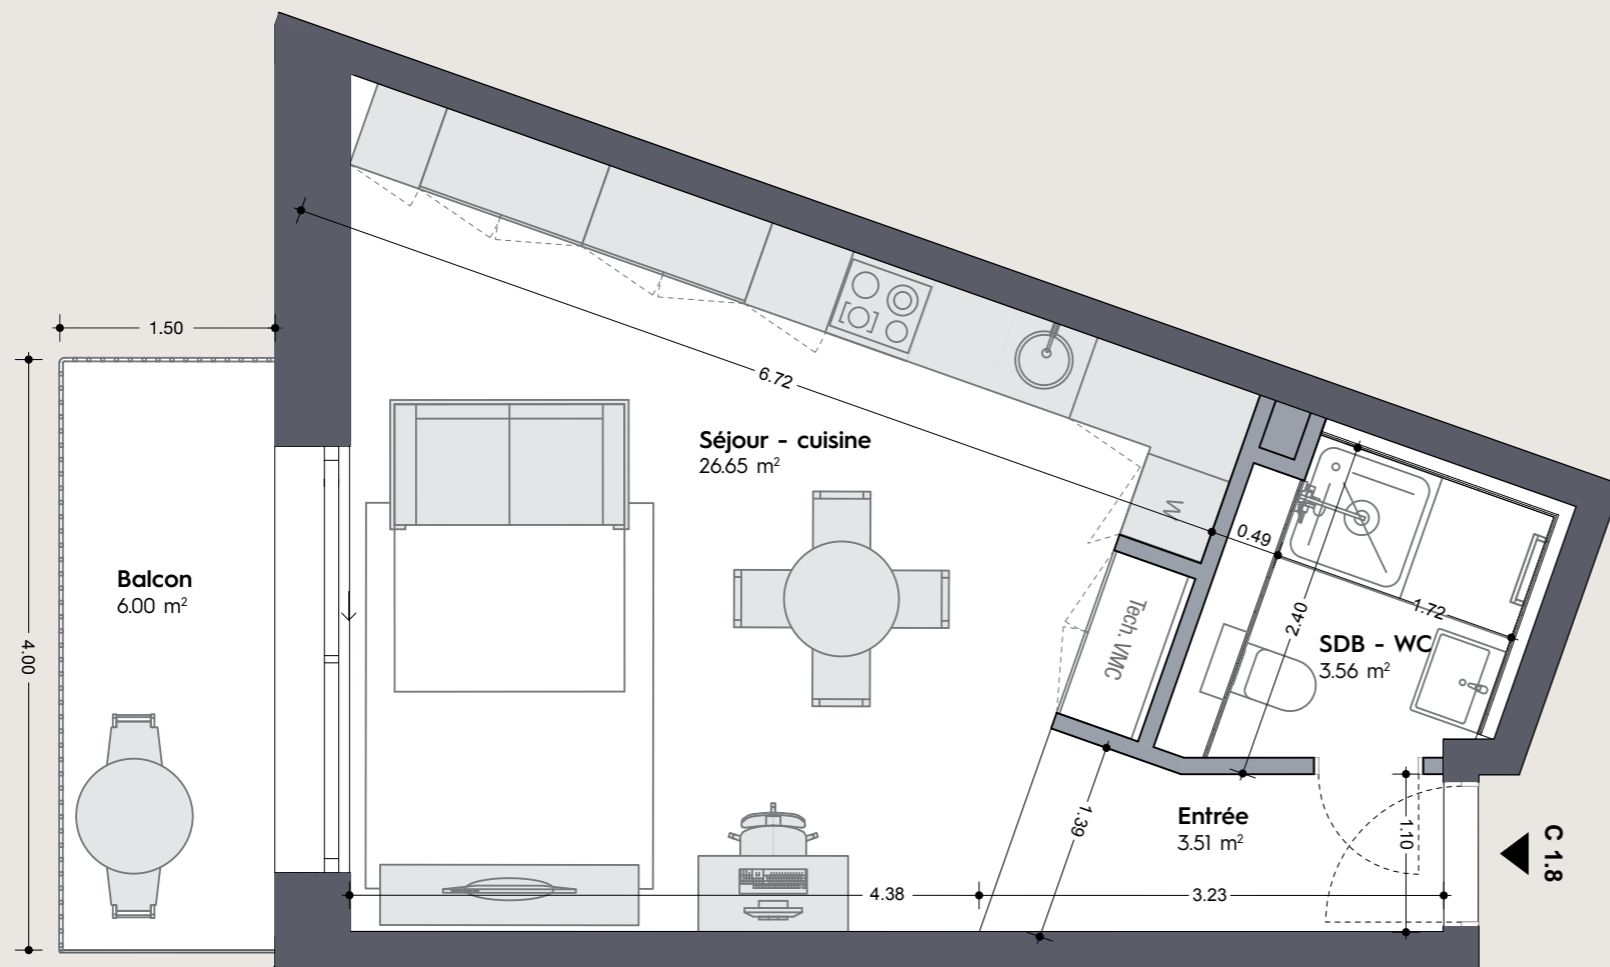 1.50
6.72
Séjour - cuisine
26.65 m²
W
0.49
1.72
2.40
Balcon
6.00 m²
4.00
Tech. VMC
SDB - WC
3.56 m²
1.39
Entrée
3.51 m²
1.10
C 1.8
4.38
3.23